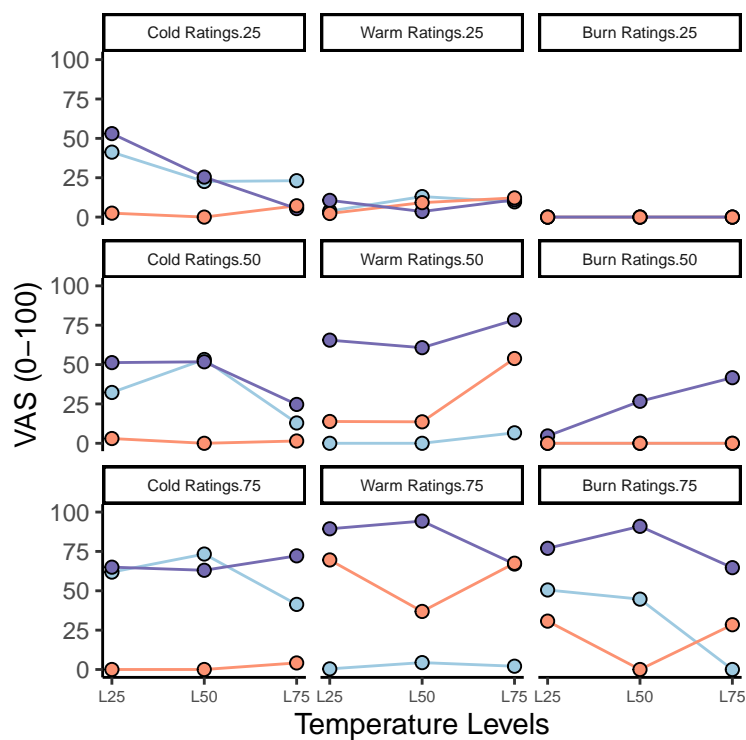 Cold Ratings.25 Warm Ratings.25 Burn Ratings.25
100
75
50
25
0
Cold Ratings.50 Warm Ratings.50 Burn Ratings.50
100
75
50
25
0
Cold Ratings.75 Warm Ratings.75 Burn Ratings.75
100
75
50
25
0
VAS (0−100)
L25 L50 L75 L25 L50 L75 L25 L50 L75
Temperature Levels